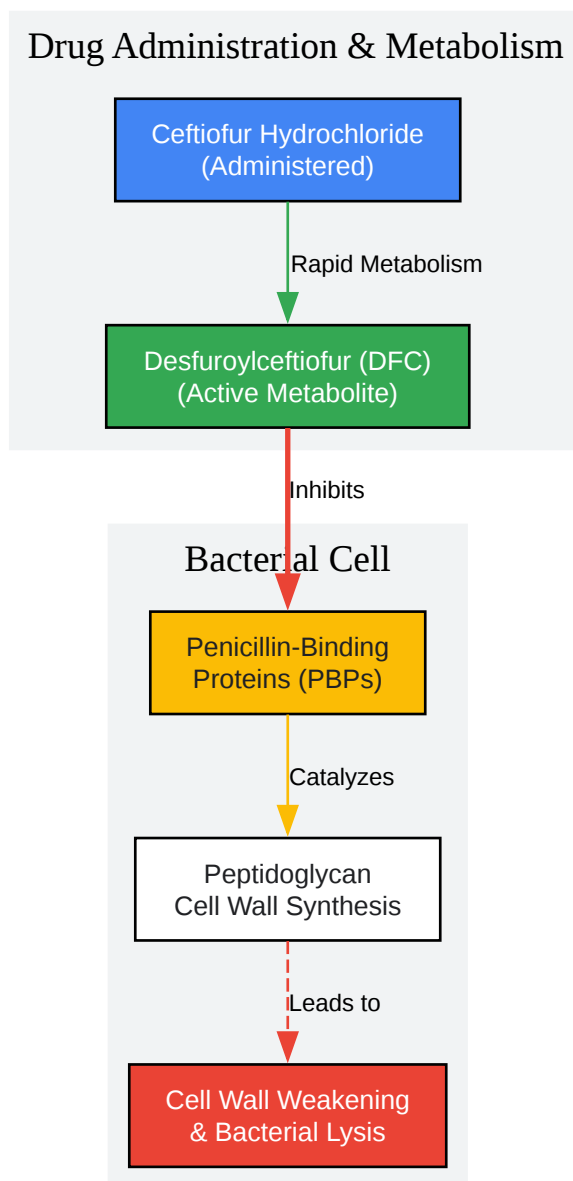 Drug Administration & Metabolism
Ceftiofur Hydrochloride
(Administered)
Rapid Metabolism
Desfuroylceftiofur (DFC)
(Active Metabolite)
Inhibits
Bacterial Cell
Penicillin-Binding
Proteins (PBPs)
Catalyzes
Peptidoglycan
Cell Wall Synthesis
Leads to
Cell Wall Weakening
& Bacterial Lysis